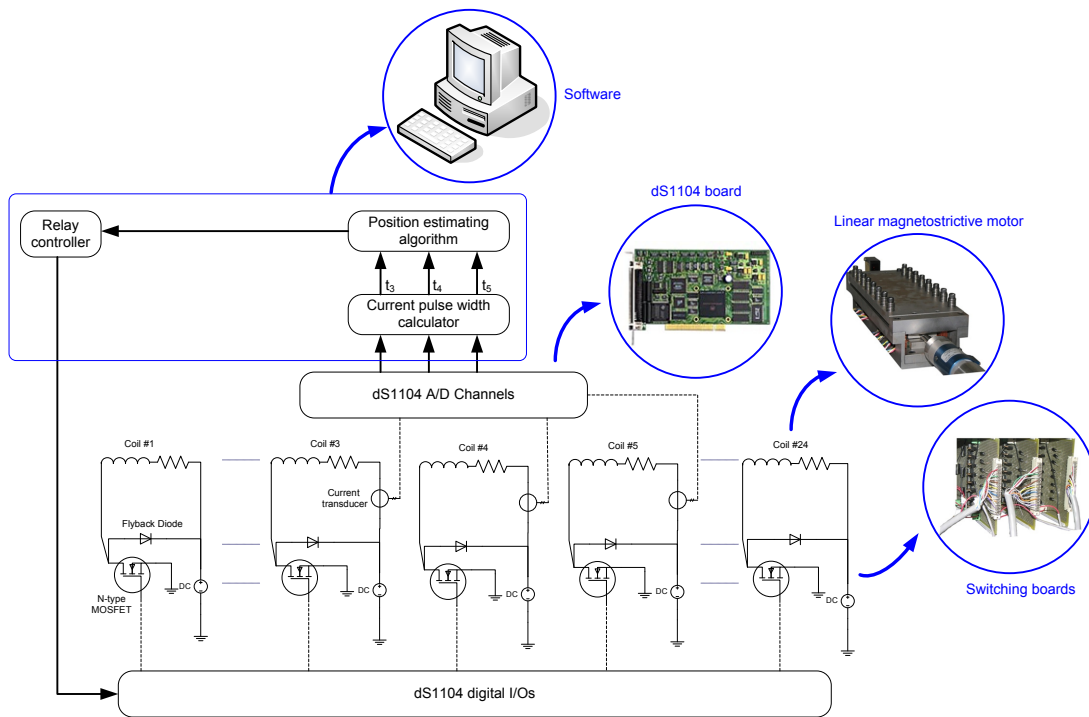 Software
dS1104 board
Linear magnetostrictive motor
Relay
controller
Position estimating
algorithm
t3
t4
t5
Current pulse width
calculator
dS1104 A/D Channels
Coil #1
Coil #3
Coil #4
Coil #5
Coil #24
Current
transducer
Flyback Diode
N-type
MOSFET
DC
DC
DC
DC
DC
Switching boards
dS1104 digital I/Os